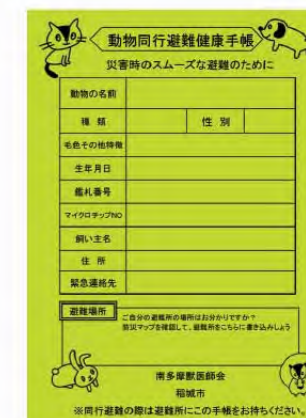 動物同行避難健康手帳
災害時のスムーズな避難のために
動物の名前
種 類
性 別
毛色その他特徴
生年月日
鑑札番号
マイクロチップNO
飼い主名
住 所
緊急連絡先
避難場所
ご自分の避難所の場所はお分かりですか?
防災マップを確認して、避難所をこちらに書き込みましょう
南多摩獣医師会
稲城市
※同行避難の際は避難所にこの手帳をお持ちください。